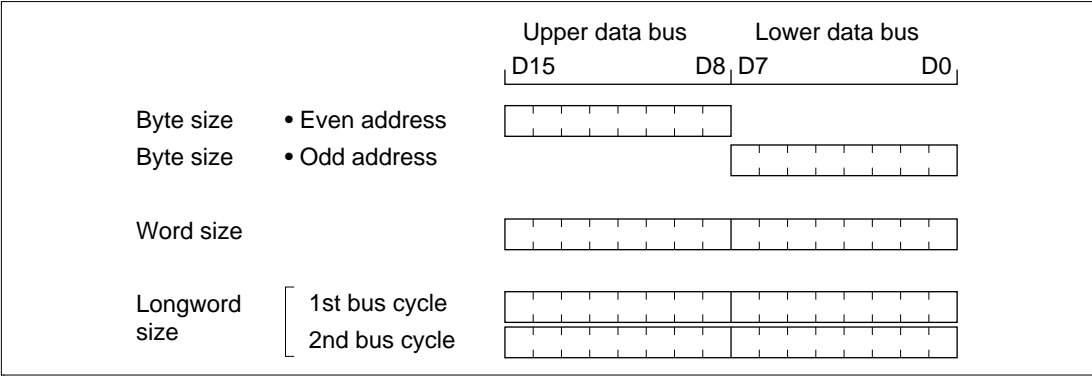 Upper data bus Lower data bus
D15 D8 D7 D0
Byte size • Even address
Byte size • Odd address
Word size
Longword size 1st bus cycle
2nd bus cycle